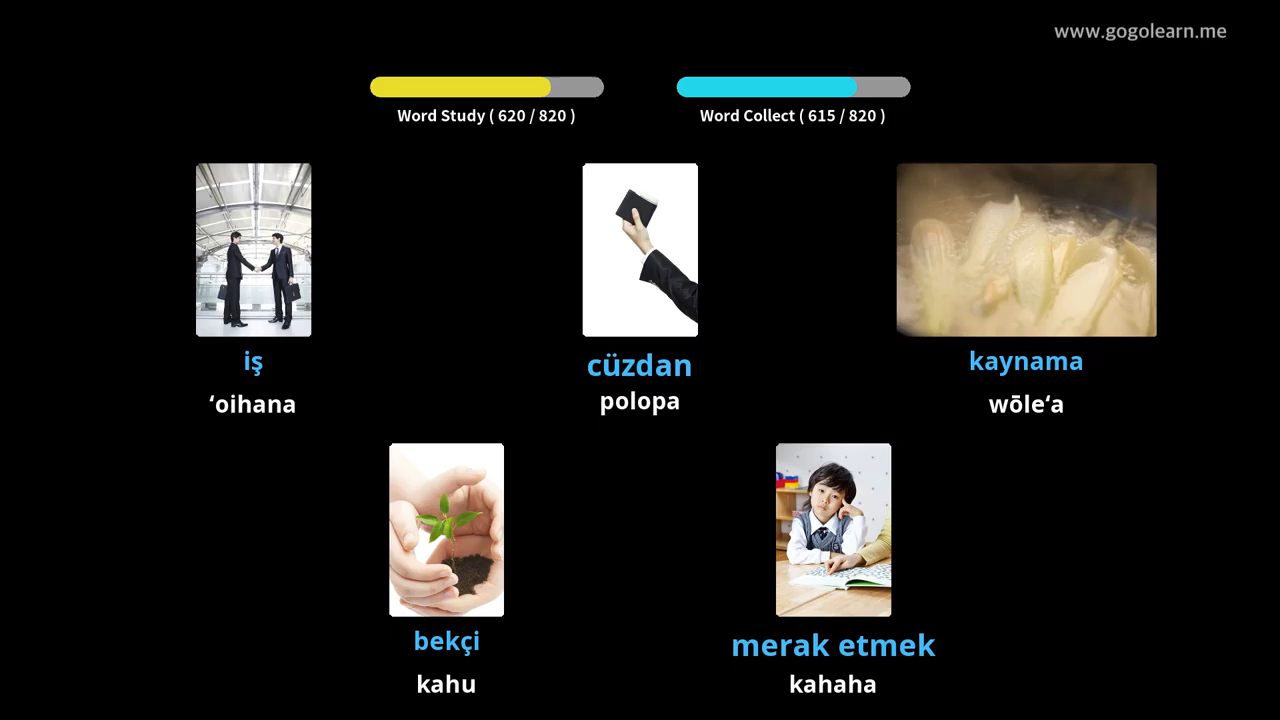 www.gogolearn.me
Word Study ( 620 / 820 )
Word Collect ( 615 / 820 )
iş
cüzdan
kaynama
ʻoihana
polopa
wōleʻa
bekçi
merak etmek
kahu
kahaha